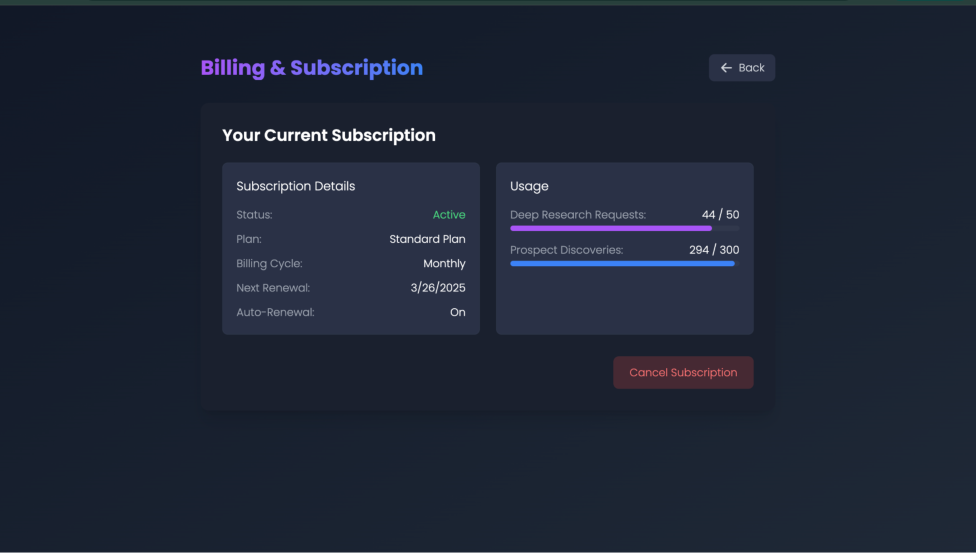 Billing & Subscription
← Back
Your Current Subscription
Subscription Details
Status: Active
Plan: Standard Plan
Billing Cycle: Monthly
Next Renewal: 3/26/2025
Auto-Renewal: On
Usage
Deep Research Requests: 44 / 50
Prospect Discoveries: 294 / 300
Cancel Subscription